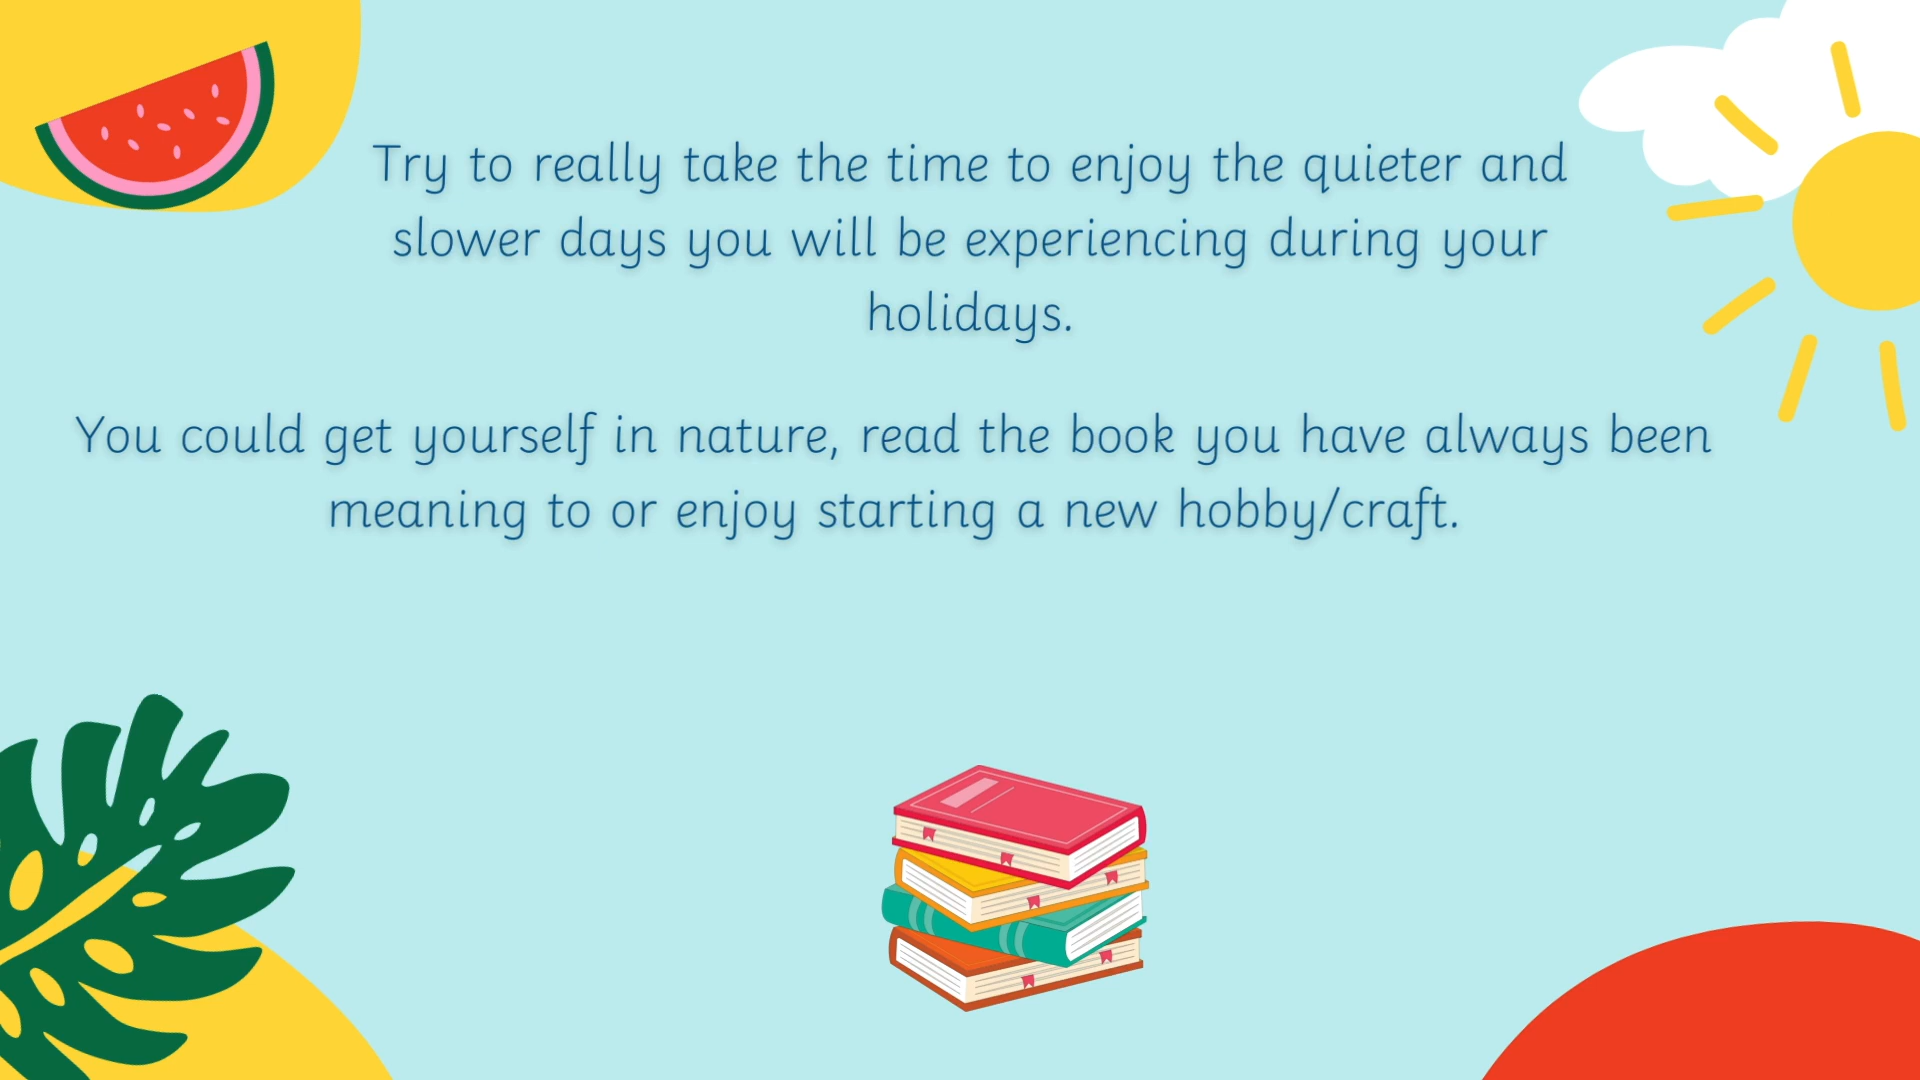 Try to really take the time to enjoy the quieter and
slower days you will be experiencing during your
holidays.
You could get yourself in nature, read the book you have always been
meaning to or enjoy starting a new hobby/craft.